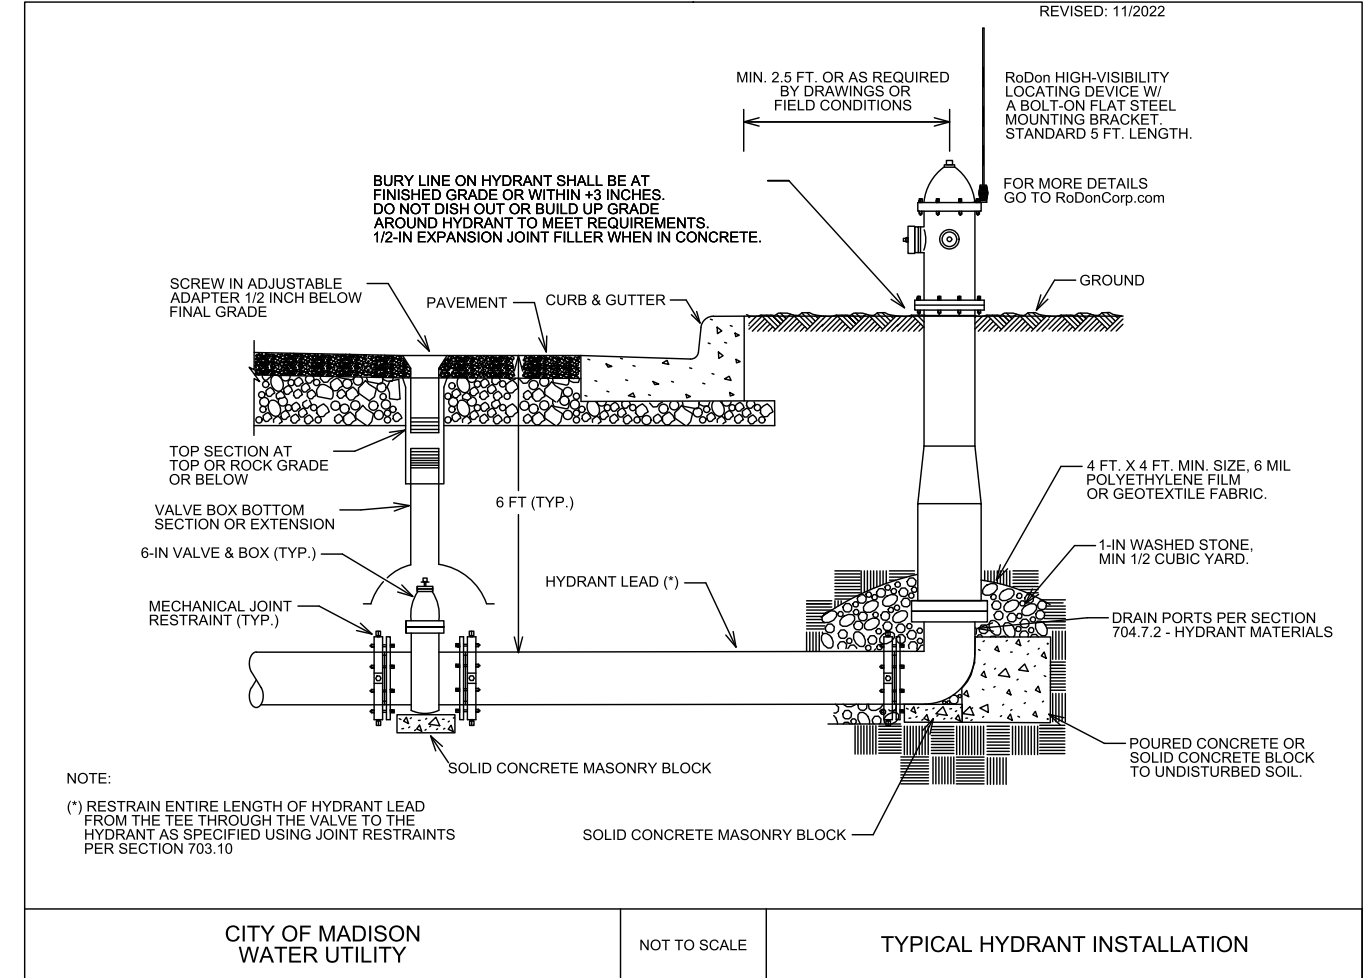 REVISED: 11/2022
MIN. 2.5 FT. OR AS REQUIRED
BY DRAWINGS OR
FIELD CONDITIONS
RoDon HIGH-VISIBILITY
LOCATING DEVICE W/
A BOLT-ON FLAT STEEL
MOUNTING BRACKET.
STANDARD 5 FT. LENGTH.
FOR MORE DETAILS
GO TO RoDonCorp.com
BURY LINE ON HYDRANT SHALL BE AT
FINISHED GRADE OR WITHIN +3 INCHES.
DO NOT DISH OUT OR BUILD UP GRADE
AROUND HYDRANT TO MEET REQUIREMENTS.
1/2-IN EXPANSION JOINT FILLER WHEN IN CONCRETE.
SCREW IN ADJUSTABLE
ADAPTER 1/2 INCH BELOW
FINAL GRADE
PAVEMENT
CURB & GUTTER
GROUND
TOP SECTION AT
TOP OR ROCK GRADE
OR BELOW
VALVE BOX BOTTOM
SECTION OR EXTENSION
6-IN VALVE & BOX (TYP.)
MECHANICAL JOINT
RESTRAINT (TYP.)
6 FT (TYP.)
HYDRANT LEAD (*)
4 FT. X 4 FT. MIN. SIZE, 6 MIL
POLYETHYLENE FILM
OR GEOTEXTILE FABRIC.
1-IN WASHED STONE,
MIN 1/2 CUBIC YARD.
DRAIN PORTS PER SECTION
704.7.2 - HYDRANT MATERIALS
POURED CONCRETE OR
SOLID CONCRETE BLOCK
TO UNDISTURBED SOIL.
SOLID CONCRETE MASONRY BLOCK
SOLID CONCRETE MASONRY BLOCK
NOTE:
(*) RESTRAIN ENTIRE LENGTH OF HYDRANT LEAD
FROM THE TEE THROUGH THE VALVE TO THE
HYDRANT AS SPECIFIED USING JOINT RESTRAINTS
PER SECTION 703.10
CITY OF MADISON
WATER UTILITY
NOT TO SCALE
TYPICAL HYDRANT INSTALLATION